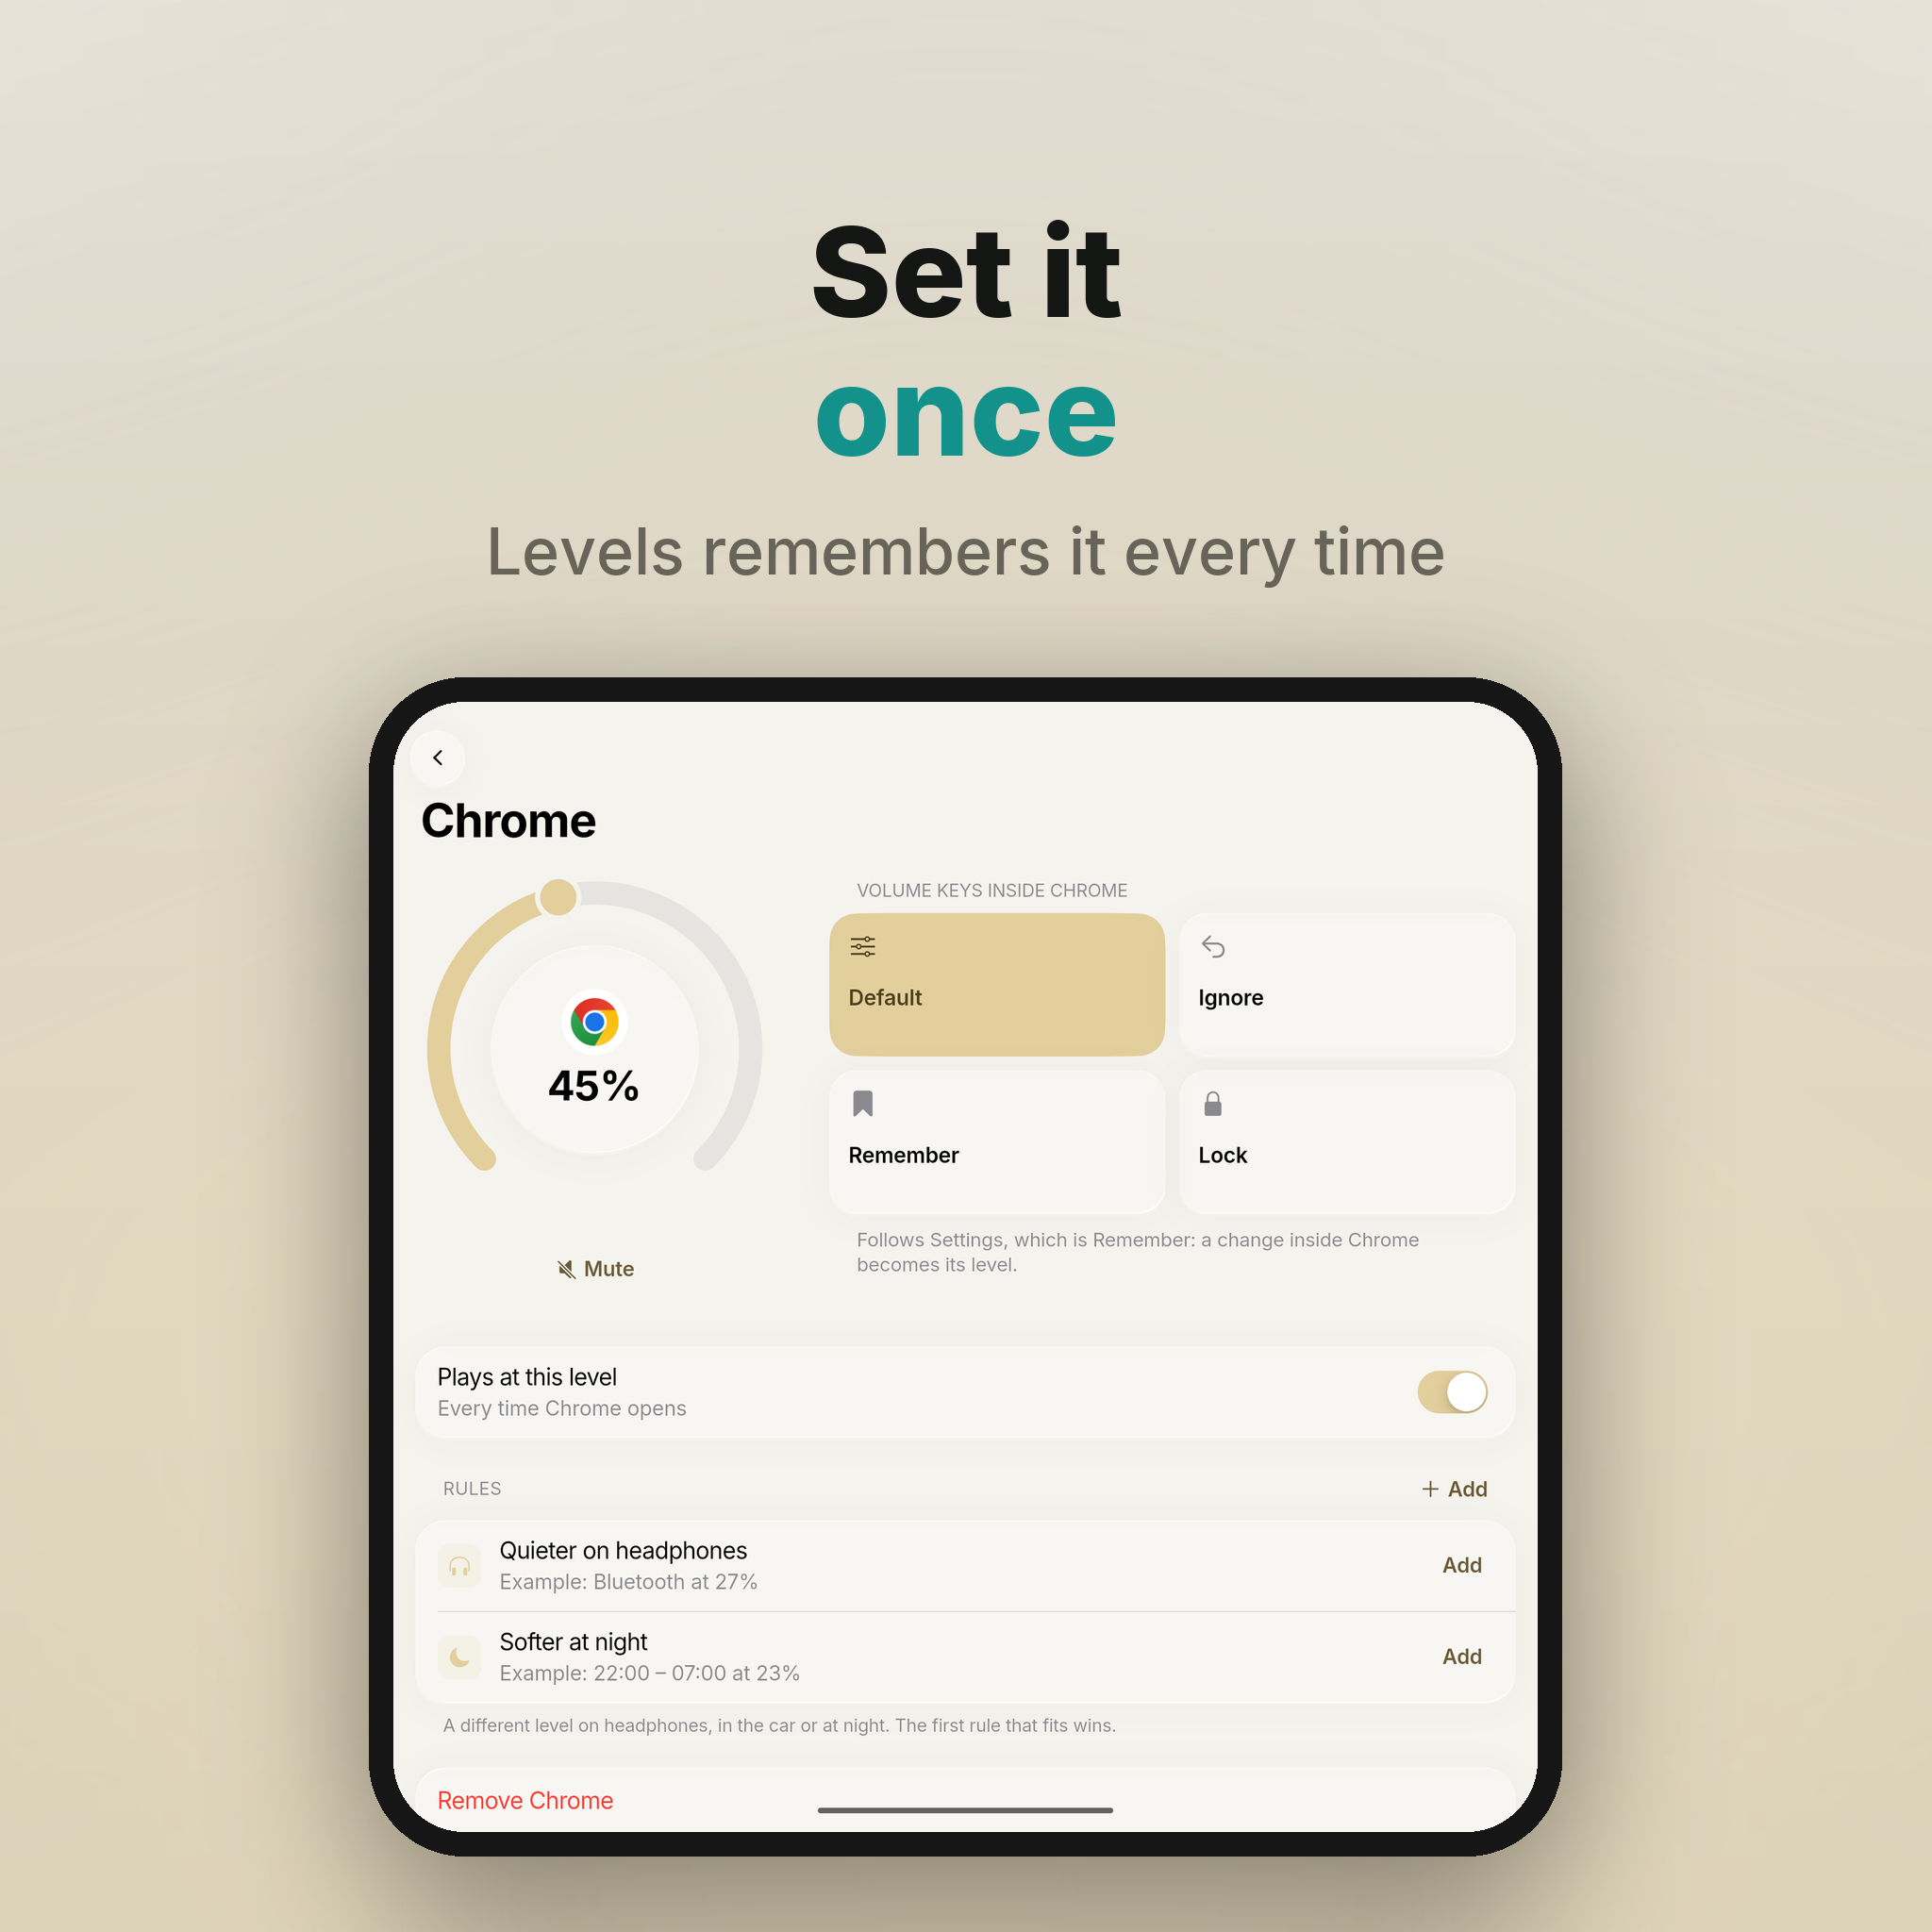 Set it
once
Levels remembers it every time
Chrome
45%
Mute
VOLUME KEYS INSIDE CHROME
Default
Ignore
Remember
Lock
Follows Settings, which is Remember: a change inside Chrome
becomes its level.
Plays at this level
Every time Chrome opens
RULES
Add
Quieter on headphones
Example: Bluetooth at 27%
Add
Softer at night
Example: 22:00 – 07:00 at 23%
Add
A different level on headphones, in the car or at night. The first rule that fits wins.
Remove Chrome